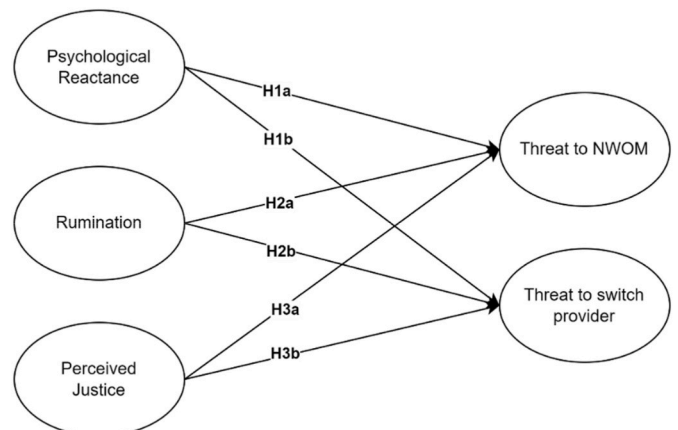 Psychological
Reactance
H1a
H1b
Threat to NWOM
Rumination
H2a
H2b
Threat to switch
provider
H3a
H3b
Perceived
Justice